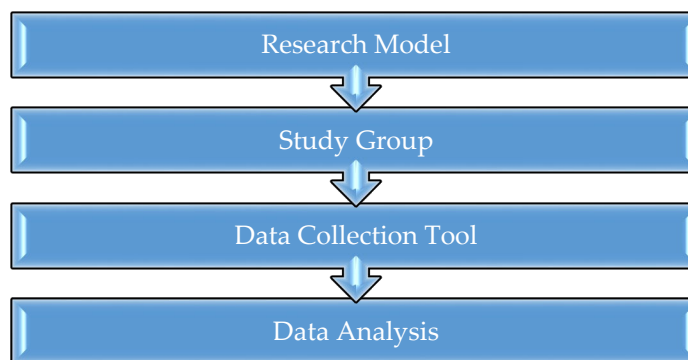 Research Model
Study Group
Data Collection Tool
Data Analysis